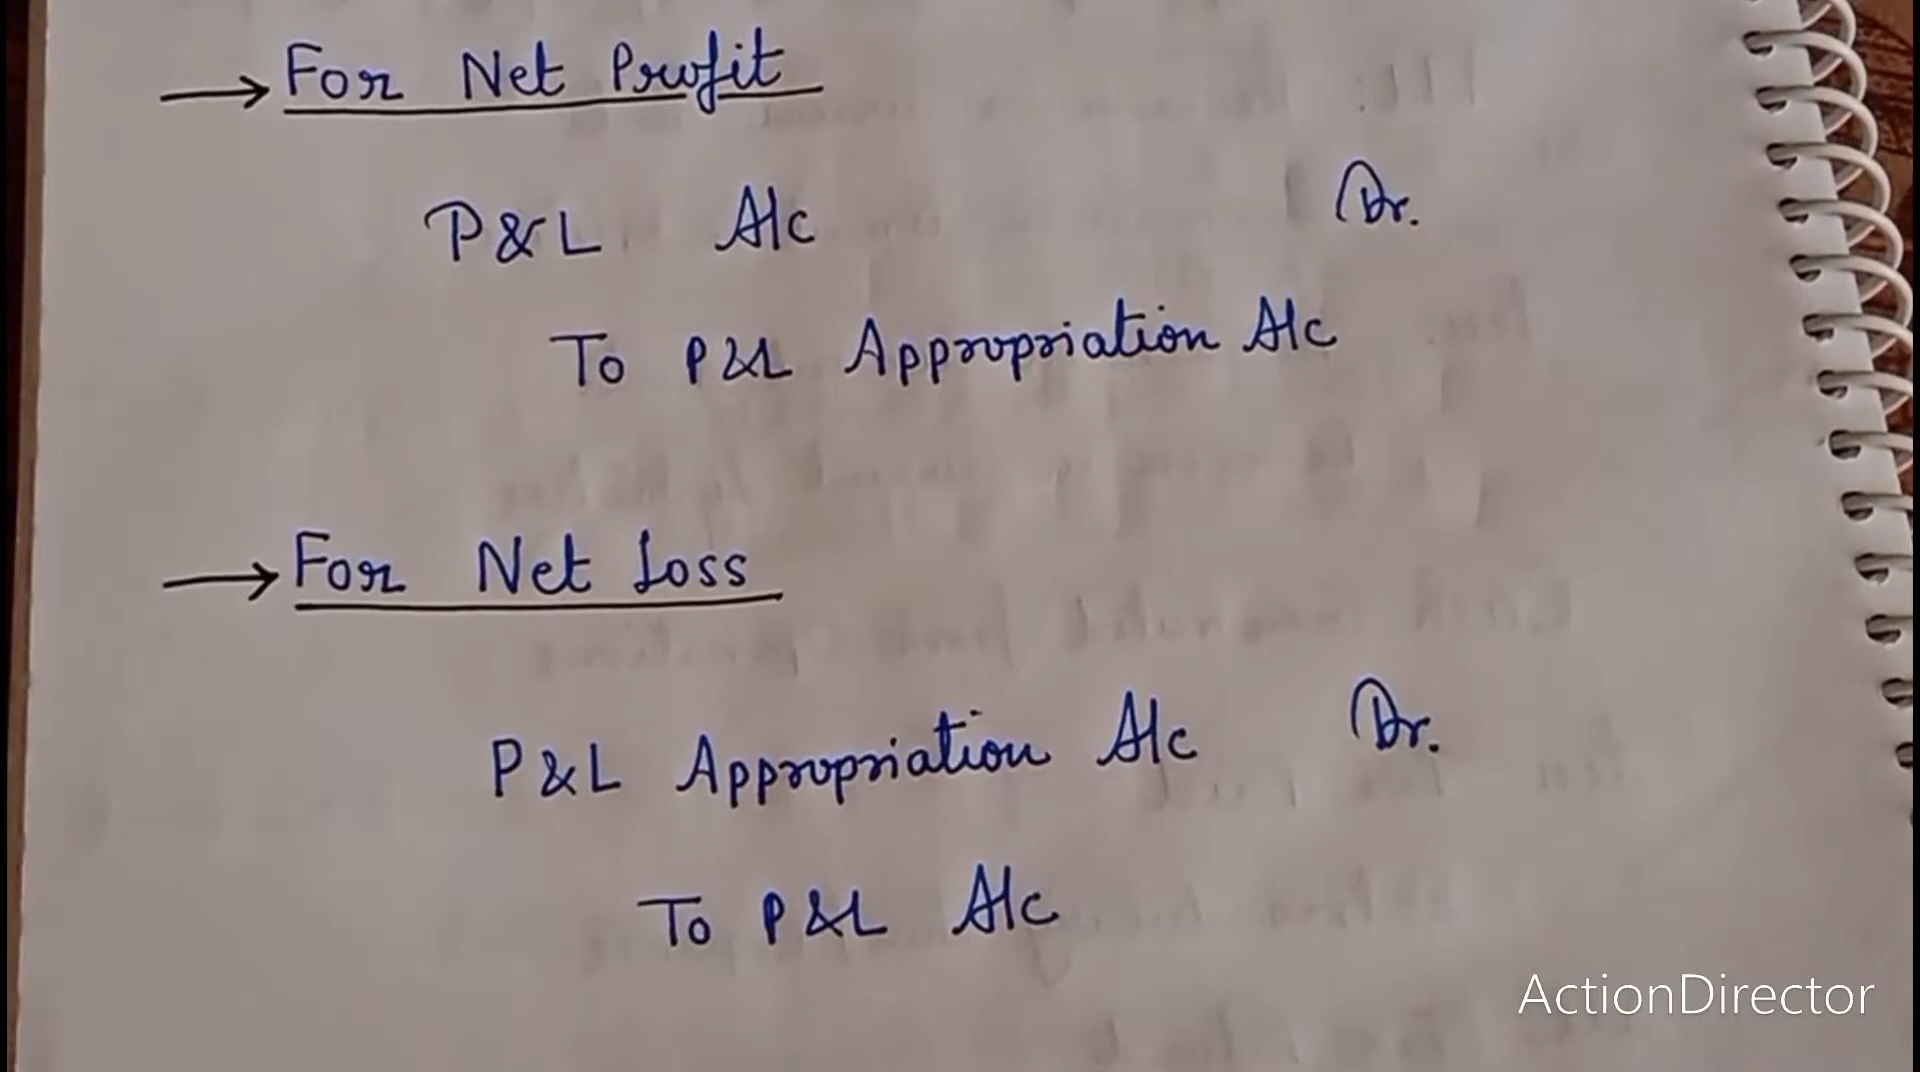 → For Net Profit
P&L A/c Dr.
To P&L Appropriation A/c
→ For Net Loss
P&L Appropriation A/c Dr.
To P&L A/c
ActionDirector